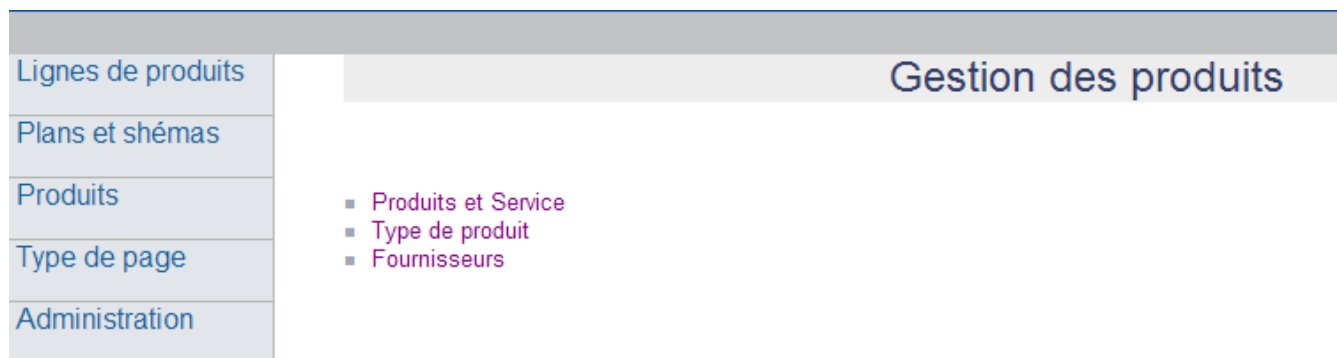 Lignes de produits
Plans et shémas
Produits
Type de page
Administration
Gestion des produits
Produits et Service
Type de produit
Fournisseurs